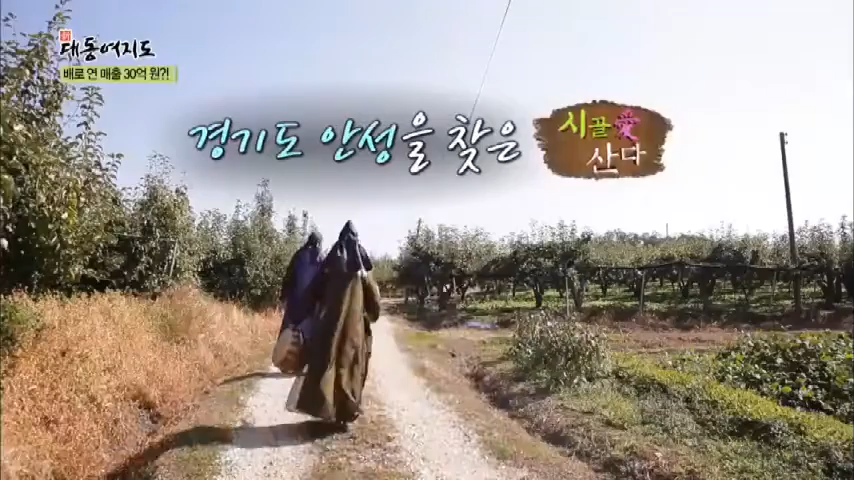 新
대동여지도
배로 연 매출 30억 원?!
경기도 안성을 찾은
시골愛
산다